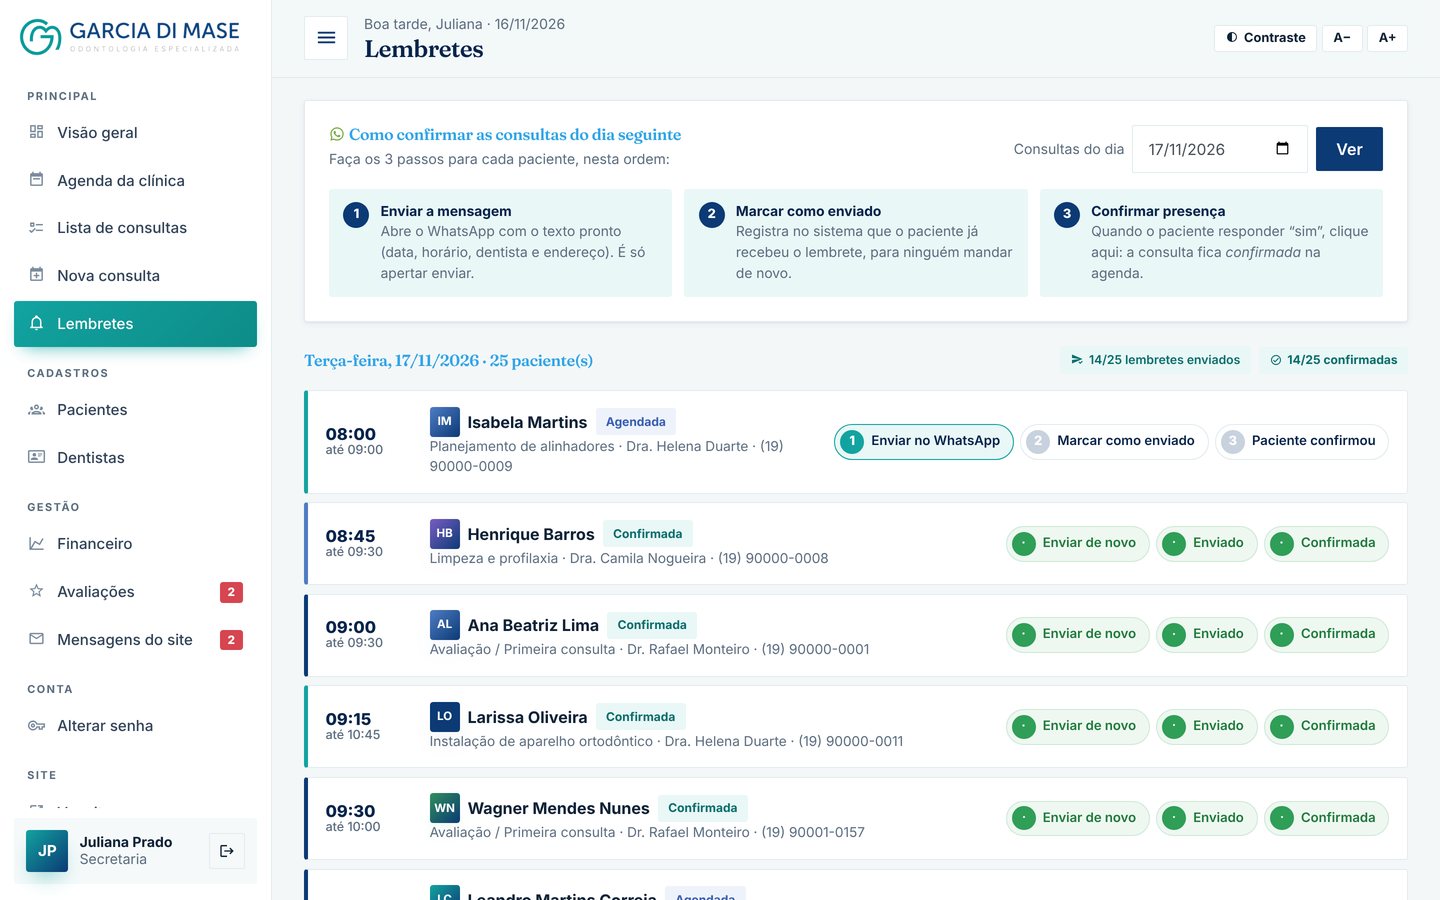 GARCIA DI MASE
ODONTOLOGIA ESPECIALIZADA
PRINCIPAL
Visão geral
Agenda da clínica
Lista de consultas
Nova consulta
Lembretes
CADASTROS
Pacientes
Dentistas
GESTÃO
Financeiro
Avaliações 2
Mensagens do site 2
CONTA
Alterar senha
SITE
JP
Juliana Prado
Secretaria
Boa tarde, Juliana · 16/11/2026
Lembretes
Contraste A− A+
Como confirmar as consultas do dia seguinte
Faça os 3 passos para cada paciente, nesta ordem:
Consultas do dia 17/11/2026 Ver
1 Enviar a mensagem
Abre o WhatsApp com o texto pronto
(data, horário, dentista e endereço). É só
apertar enviar.
2 Marcar como enviado
Registra no sistema que o paciente já
recebeu o lembrete, para ninguém mandar
de novo.
3 Confirmar presença
Quando o paciente responder “sim”, clique
aqui: a consulta fica confirmada na
agenda.
Terça-feira, 17/11/2026 · 25 paciente(s)
14/25 lembretes enviados 14/25 confirmadas
08:00
até 09:00
IM Isabela Martins Agendada
Planejamento de alinhadores · Dra. Helena Duarte · (19)
90000-0009
1 Enviar no WhatsApp 2 Marcar como enviado 3 Paciente confirmou
08:45
até 09:30
HB Henrique Barros Confirmada
Limpeza e profilaxia · Dra. Camila Nogueira · (19) 90000-0008
Enviar de novo Enviado Confirmada
09:00
até 09:30
AL Ana Beatriz Lima Confirmada
Avaliação / Primeira consulta · Dr. Rafael Monteiro · (19) 90000-0001
Enviar de novo Enviado Confirmada
09:15
até 10:45
LO Larissa Oliveira Confirmada
Instalação de aparelho ortodôntico · Dra. Helena Duarte · (19) 90000-0011
Enviar de novo Enviado Confirmada
09:30
até 10:00
WN Wagner Mendes Nunes Confirmada
Avaliação / Primeira consulta · Dr. Rafael Monteiro · (19) 90001-0157
Enviar de novo Enviado Confirmada
LC Leandro Martins Correia Agendada